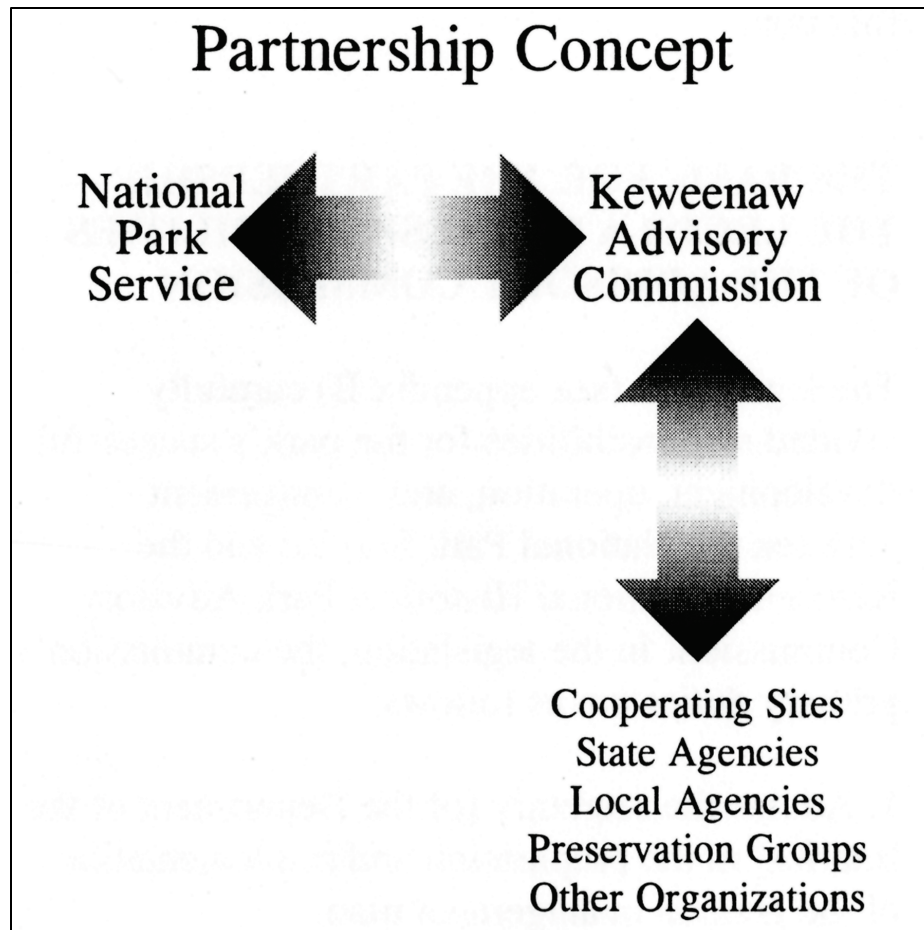 Partnership Concept
National
Park
Service
Keweenaw
Advisory
Commission
Cooperating Sites
State Agencies
Local Agencies
Preservation Groups
Other Organizations